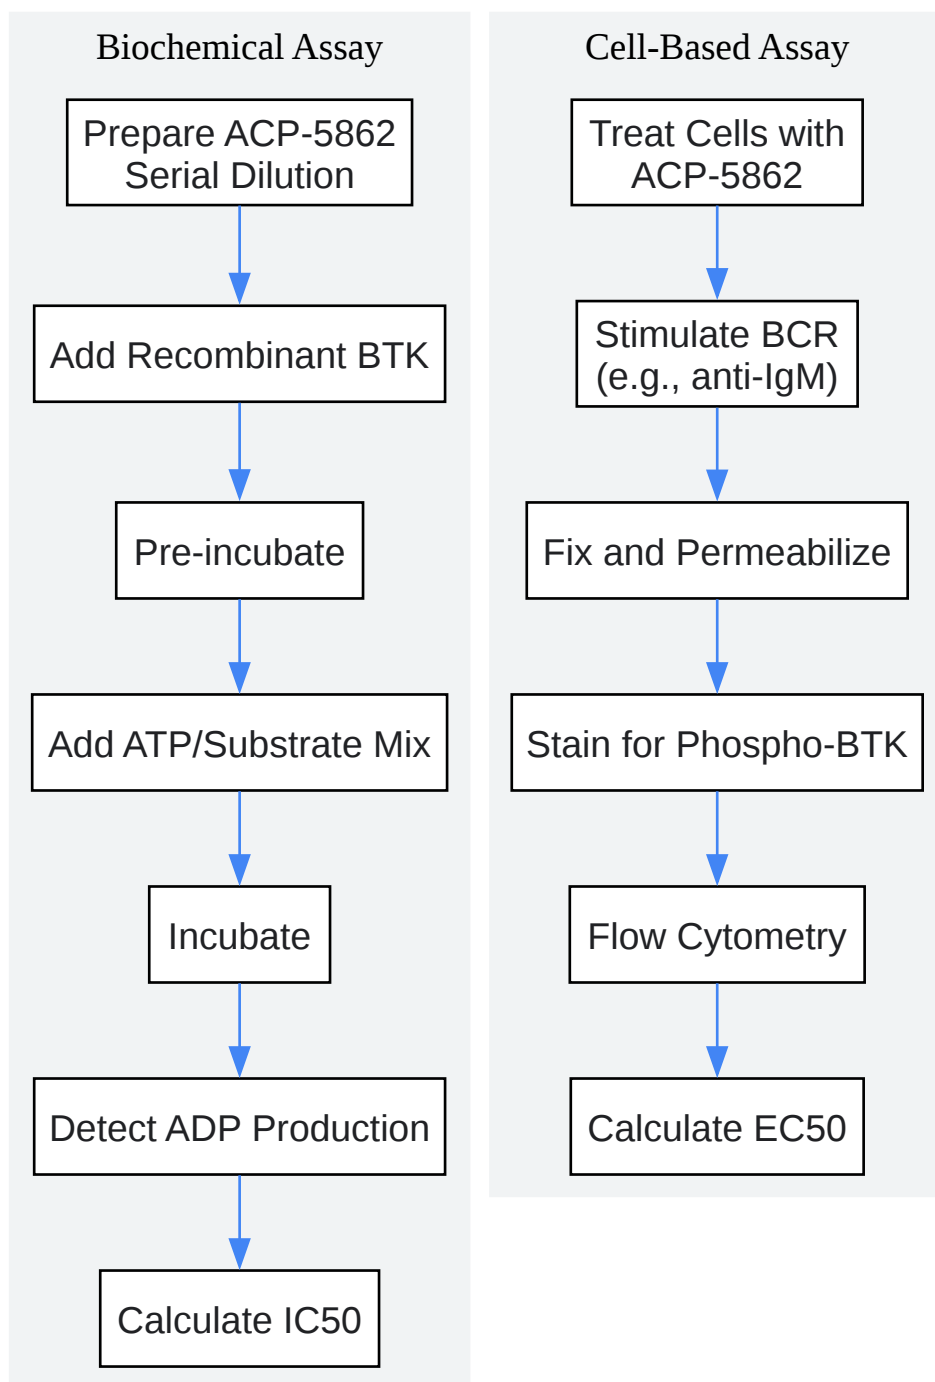 Biochemical Assay
Prepare ACP-5862
Serial Dilution
Add Recombinant BTK
Pre-incubate
Add ATP/Substrate Mix
Incubate
Detect ADP Production
Calculate IC50
Cell-Based Assay
Treat Cells with
ACP-5862
Stimulate BCR
(e.g., anti-IgM)
Fix and Permeabilize
Stain for Phospho-BTK
Flow Cytometry
Calculate EC50